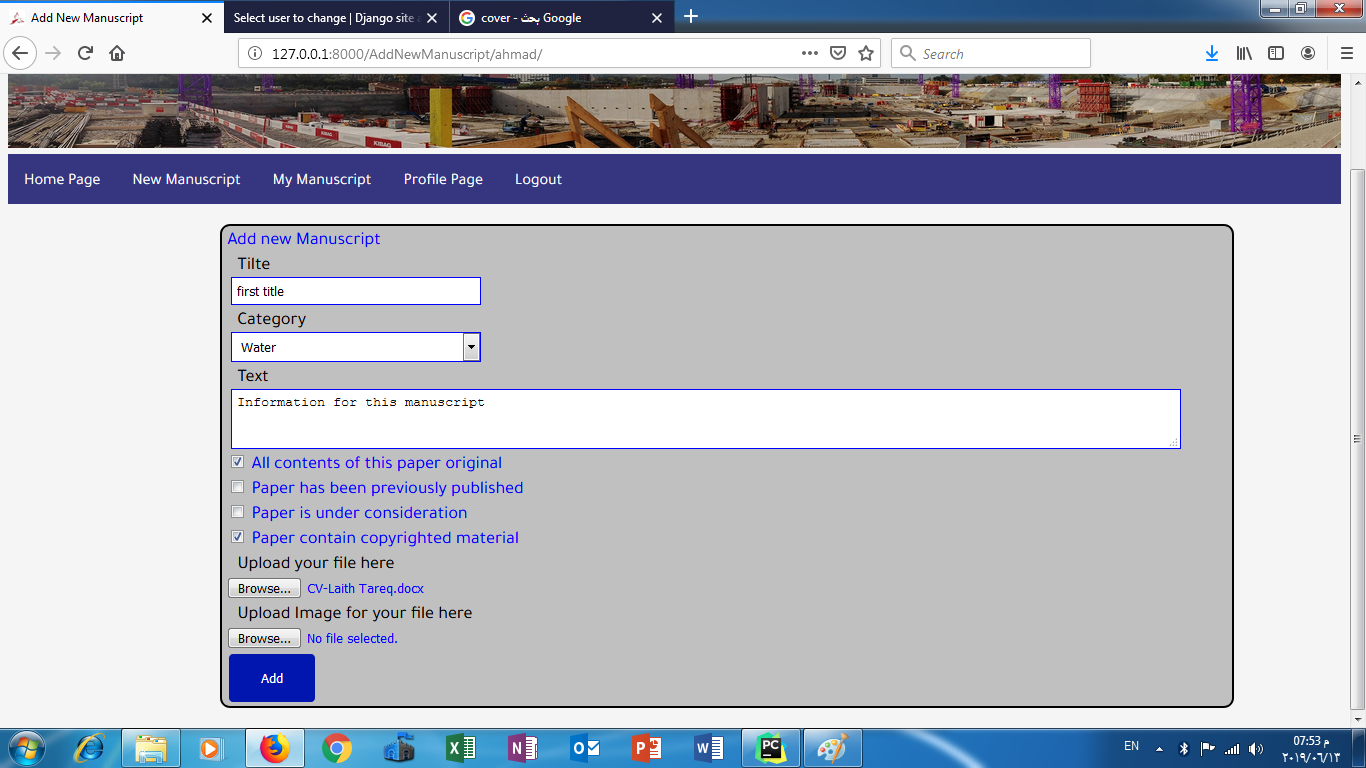 Add New Manuscript
Select user to change | Django site a
cover - بحث Google
127.0.0.1:8000/AddNewManuscript/ahmad/
Search
KIBAG
KIBAG
Home Page New Manuscript My Manuscript Profile Page Logout
Add new Manuscript
Tilte
first title
Category
Water
Text
Information for this manuscript
All contents of this paper original
Paper has been previously published
Paper is under consideration
Paper contain copyrighted material
Upload your file here
Browse... CV-Laith Tareq.docx
Upload Image for your file here
Browse... No file selected.
Add
EN
07:53 م
٢٠١٩/٠٦/١٣